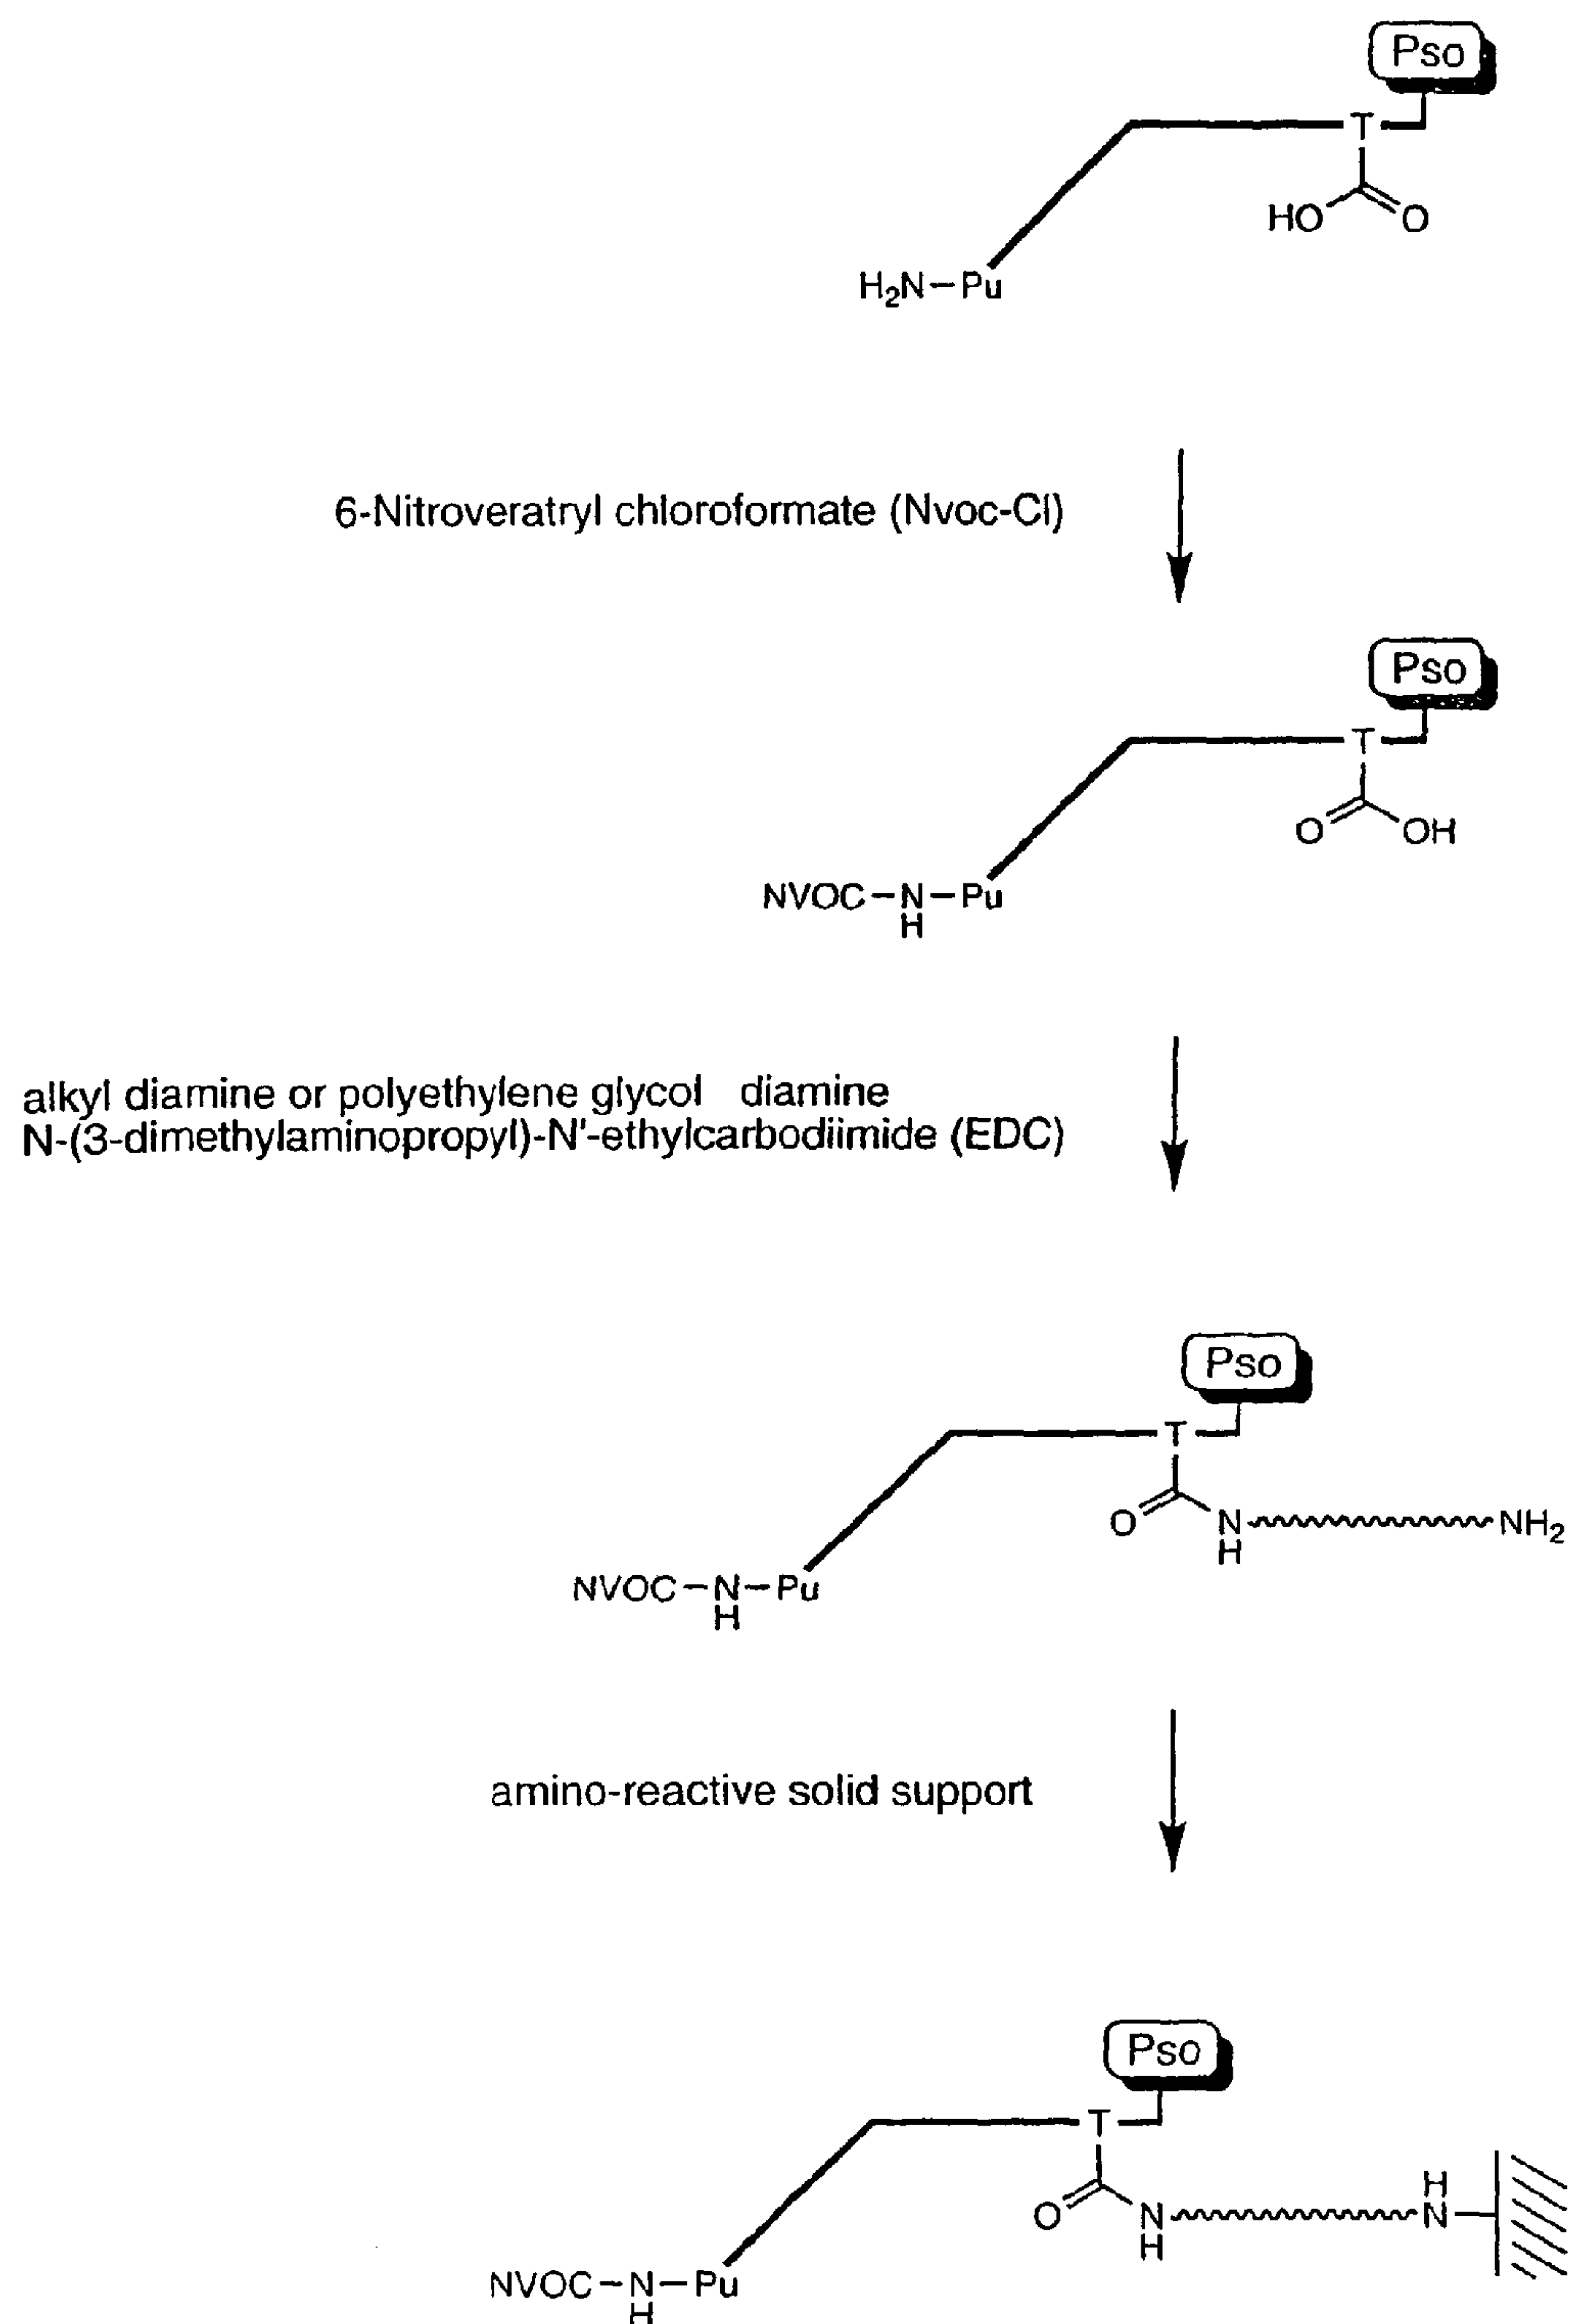 Pso
T
HO
O
H2N–Pu
6-Nitroveratryl chloroformate (Nvoc-Cl)
Pso
T
O
OH
NVOC–N–Pu
H
alkyl diamine or polyethylene glycol diamine
N-(3-dimethylaminopropyl)-N'-ethylcarbodiimide (EDC)
Pso
T
O
N
NH2
H
NVOC–N–Pu
H
amino-reactive solid support
Pso
T
H
O
N
N
H
NVOC–N–Pu
H